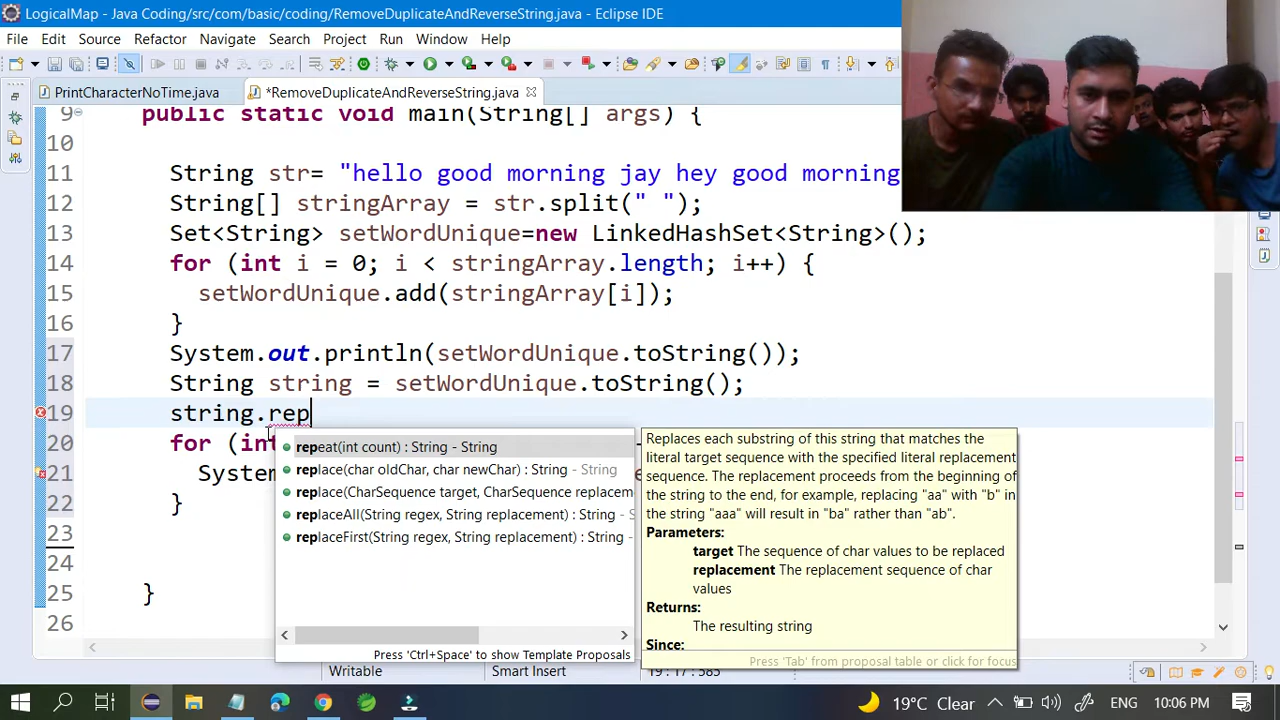 LogicalMap - Java Coding/src/com/basic/coding/RemoveDuplicateAndReverseString.java - Eclipse IDE
File Edit Source Refactor Navigate Search Project Run Window Help
PrintCharacterNoTime.java *RemoveDuplicateAndReverseString.java
9 public static void main(String[] args) {
10
11 String str= "hello good morning jay hey good morning
12 String[] stringArray = str.split(" ");
13 Set<String> setWordUnique=new LinkedHashSet<String>();
14 for (int i = 0; i < stringArray.length; i++) {
15 setWordUnique.add(stringArray[i]);
16 }
17 System.out.println(setWordUnique.toString());
18 String string = setWordUnique.toString();
19 string.rep
20 for (int
21 System
22 }
23
24
25 }
26
repeat(int count) : String - String
replace(char oldChar, char newChar) : String - String
replace(CharSequence target, CharSequence replacem
replaceAll(String regex, String replacement) : String - S
replaceFirst(String regex, String replacement) : String -
Press 'Ctrl+Space' to show Template Proposals
Replaces each substring of this string that matches the
literal target sequence with the specified literal replacement
sequence. The replacement proceeds from the beginning of
the string to the end, for example, replacing "aa" with "b" in
the string "aaa" will result in "ba" rather than "ab".
Parameters:
target The sequence of char values to be replaced
replacement The replacement sequence of char
values
Returns:
The resulting string
Since:
Press 'Tab' from proposal table or click for focus
Writable Smart Insert 19 : 17 : 585
19°C Clear ENG 10:06 PM